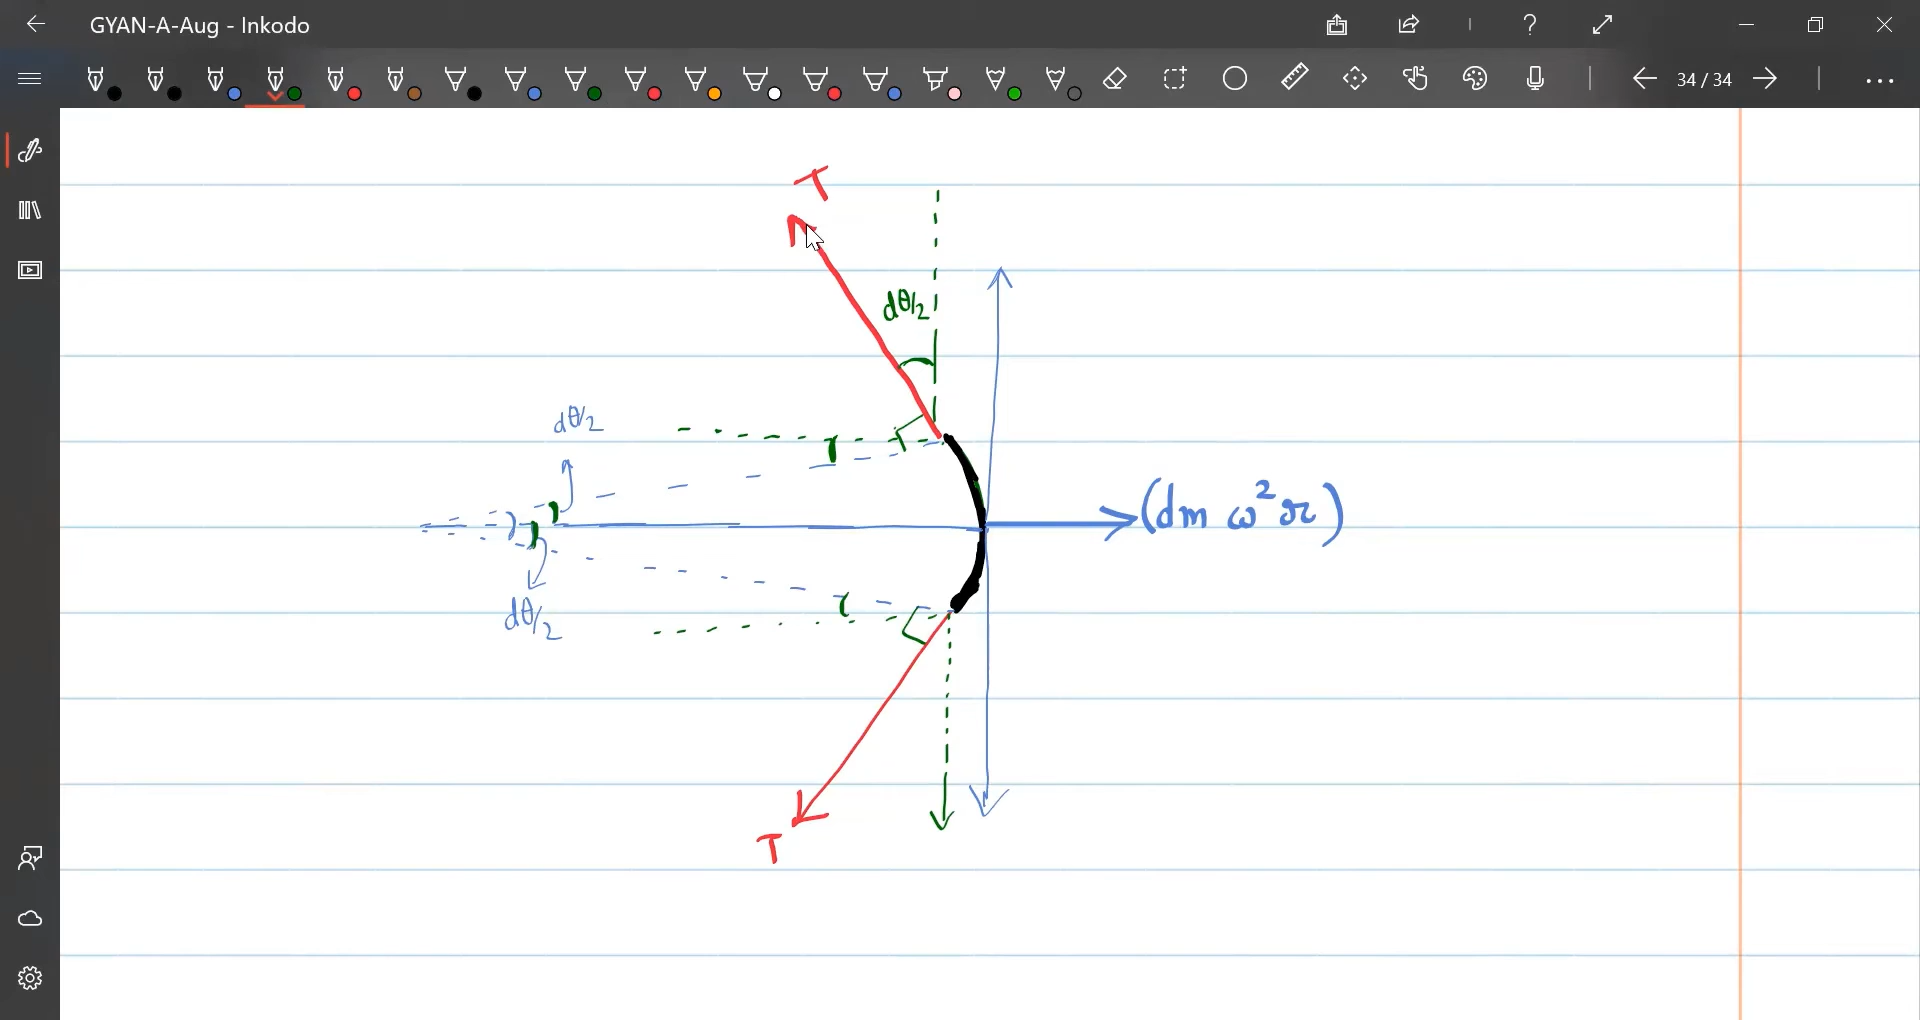 GYAN-A-Aug - Inkodo
34 / 34
T
dθ/2
dθ/2
(dm ω²r)
dθ/2
T